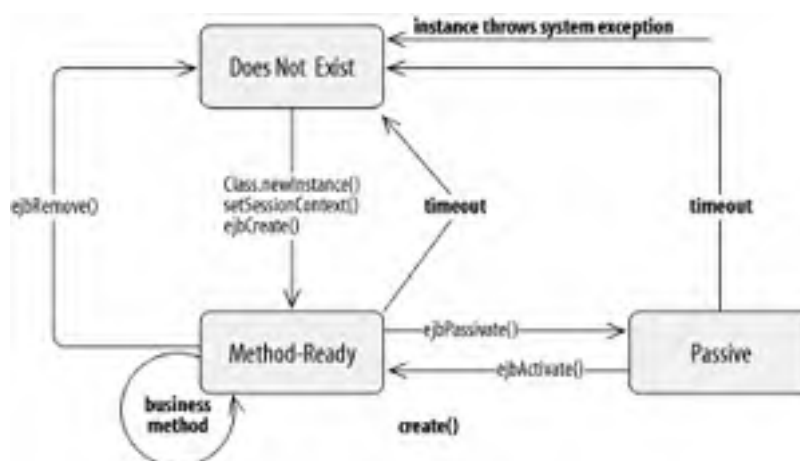 instance throws system exception
Does Not Exist
Class.newInstance()
setSessionContext()
ejbCreate()
ejbRemove()
timeout
timeout
Method-Ready
ejbPassivate()
ejbActivate()
Passive
business
method
create()